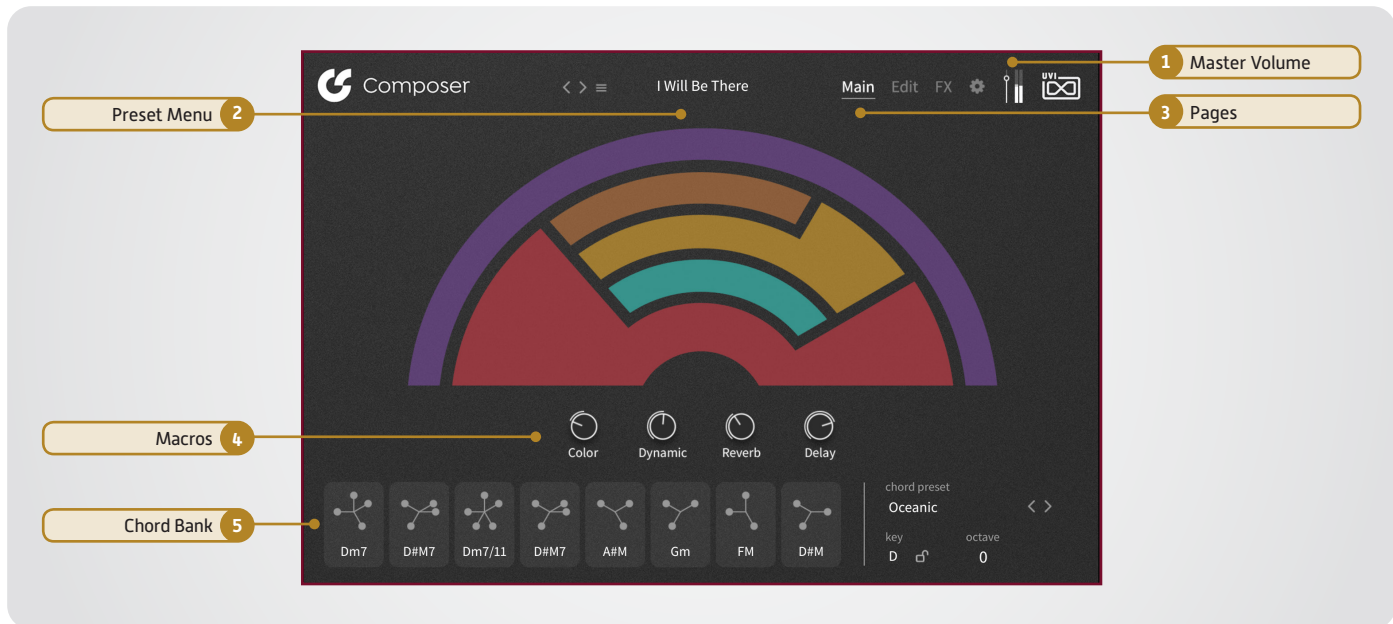 1 Master Volume
Composer
I Will Be There
Main Edit FX
UVI
Preset Menu 2
3 Pages
Macros 4
Color Dynamic Reverb Delay
Chord Bank 5
Dm7 D#M7 Dm7/11 D#M7 A#M Gm FM D#M
chord preset
Oceanic
key octave
D 0